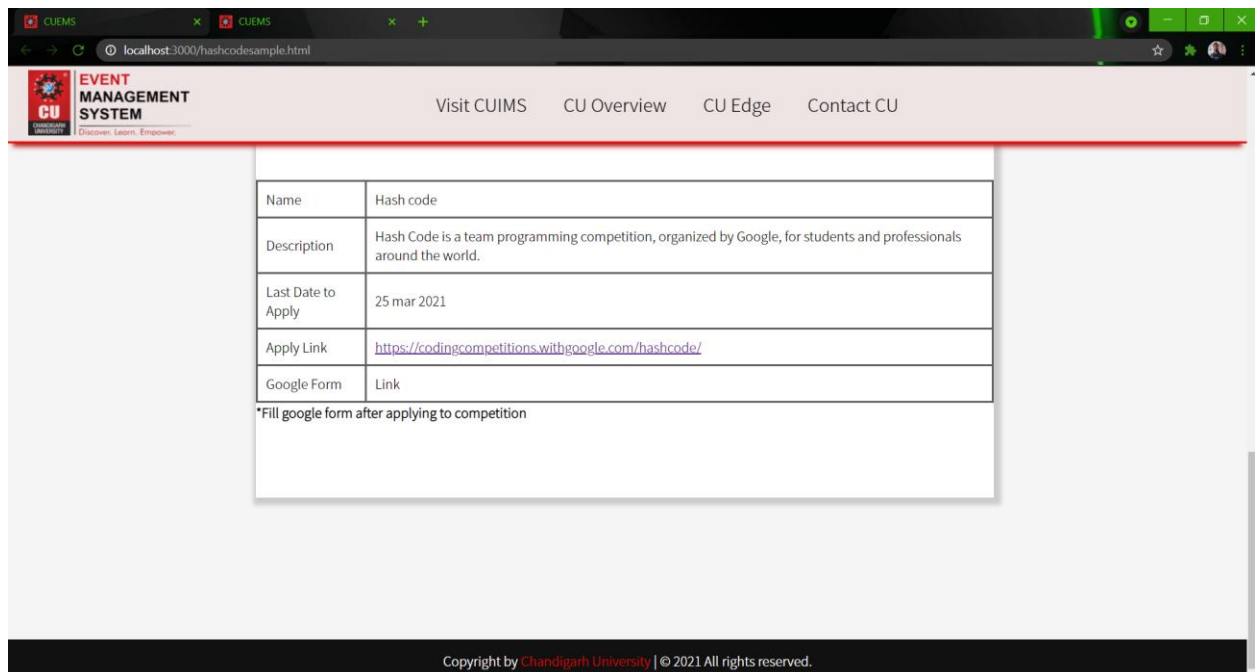 CUEMS
CUEMS
localhost:3000/hashcodesample.html
CU
CHANDIGARH
UNIVERSITY
EVENT
MANAGEMENT
SYSTEM
Discover. Learn. Empower.
Visit CUIMS CU Overview CU Edge Contact CU
Name Hash code
Description Hash Code is a team programming competition, organized by Google, for students and professionals
around the world.
Last Date to
Apply 25 mar 2021
Apply Link https://codingcompetitions.withgoogle.com/hashcode/
Google Form Link
*Fill google form after applying to competition
Copyright by Chandigarh University | © 2021 All rights reserved.